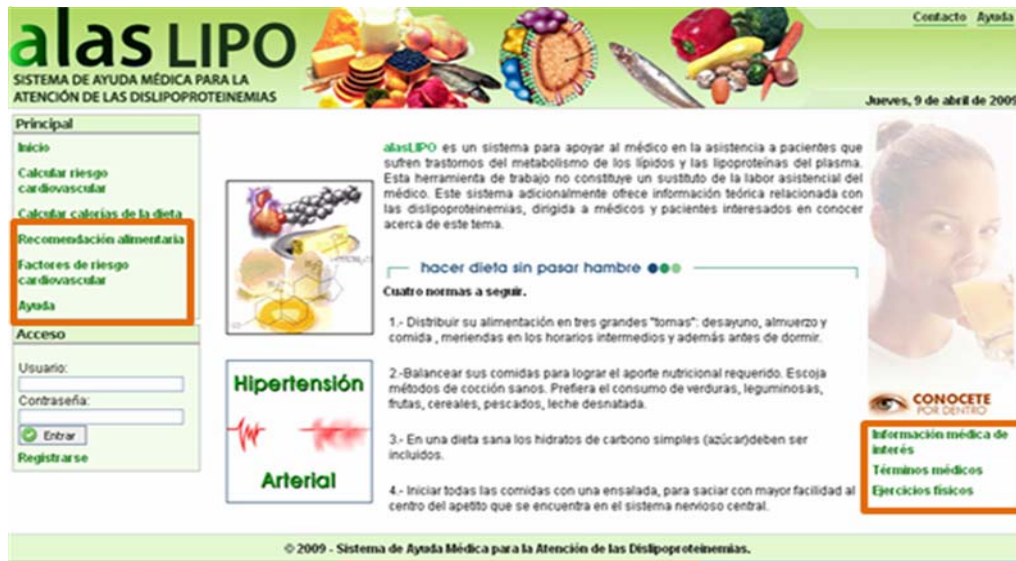 alas LIPO
SISTEMA DE AYUDA MÉDICA PARA LA
ATENCIÓN DE LAS DISLIPOPROTEINEMIAS
Contacto Ayuda
Jueves, 9 de abril de 2009
Principal
Inicio
Calcular riesgo
cardiovascular
Calcular calorías de la dieta
Recomendación alimentaria
Factores de riesgo
cardiovascular
Ayuda
Acceso
Usuario:
Contraseña:
Entrar
Registrarse
Hipertensión
Arterial
alasLIPO es un sistema para apoyar al médico en la asistencia a pacientes que
sufren trastornos del metabolismo de los lípidos y las lipoproteínas del plasma.
Esta herramienta de trabajo no constituye un sustituto de la labor asistencial del
médico. Este sistema adicionalmente ofrece información teórica relacionada con
las dislipoproteinemias, dirigida a médicos y pacientes interesados en conocer
acerca de este tema.
hacer dieta sin pasar hambre
Cuatro normas a seguir.
1.- Distribuir su alimentación en tres grandes "tomas": desayuno, almuerzo y
comida , meriendas en los horarios intermedios y además antes de dormir.
2.-Balancear sus comidas para lograr el aporte nutricional requerido. Escoja
métodos de cocción sanos. Prefiera el consumo de verduras, leguminosas,
frutas, cereales, pescados, leche desnatada.
3.- En una dieta sana los hidratos de carbono simples (azúcar)deben ser
incluidos.
4.- Iniciar todas las comidas con una ensalada, para saciar con mayor facilidad al
centro del apetito que se encuentra en el sistema nervioso central.
CONOCETE
POR DENTRO
Información médica de
interés
Términos médicos
Ejercicios físicos
© 2009 - Sistema de Ayuda Médica para la Atención de las Dislipoproteinemias.